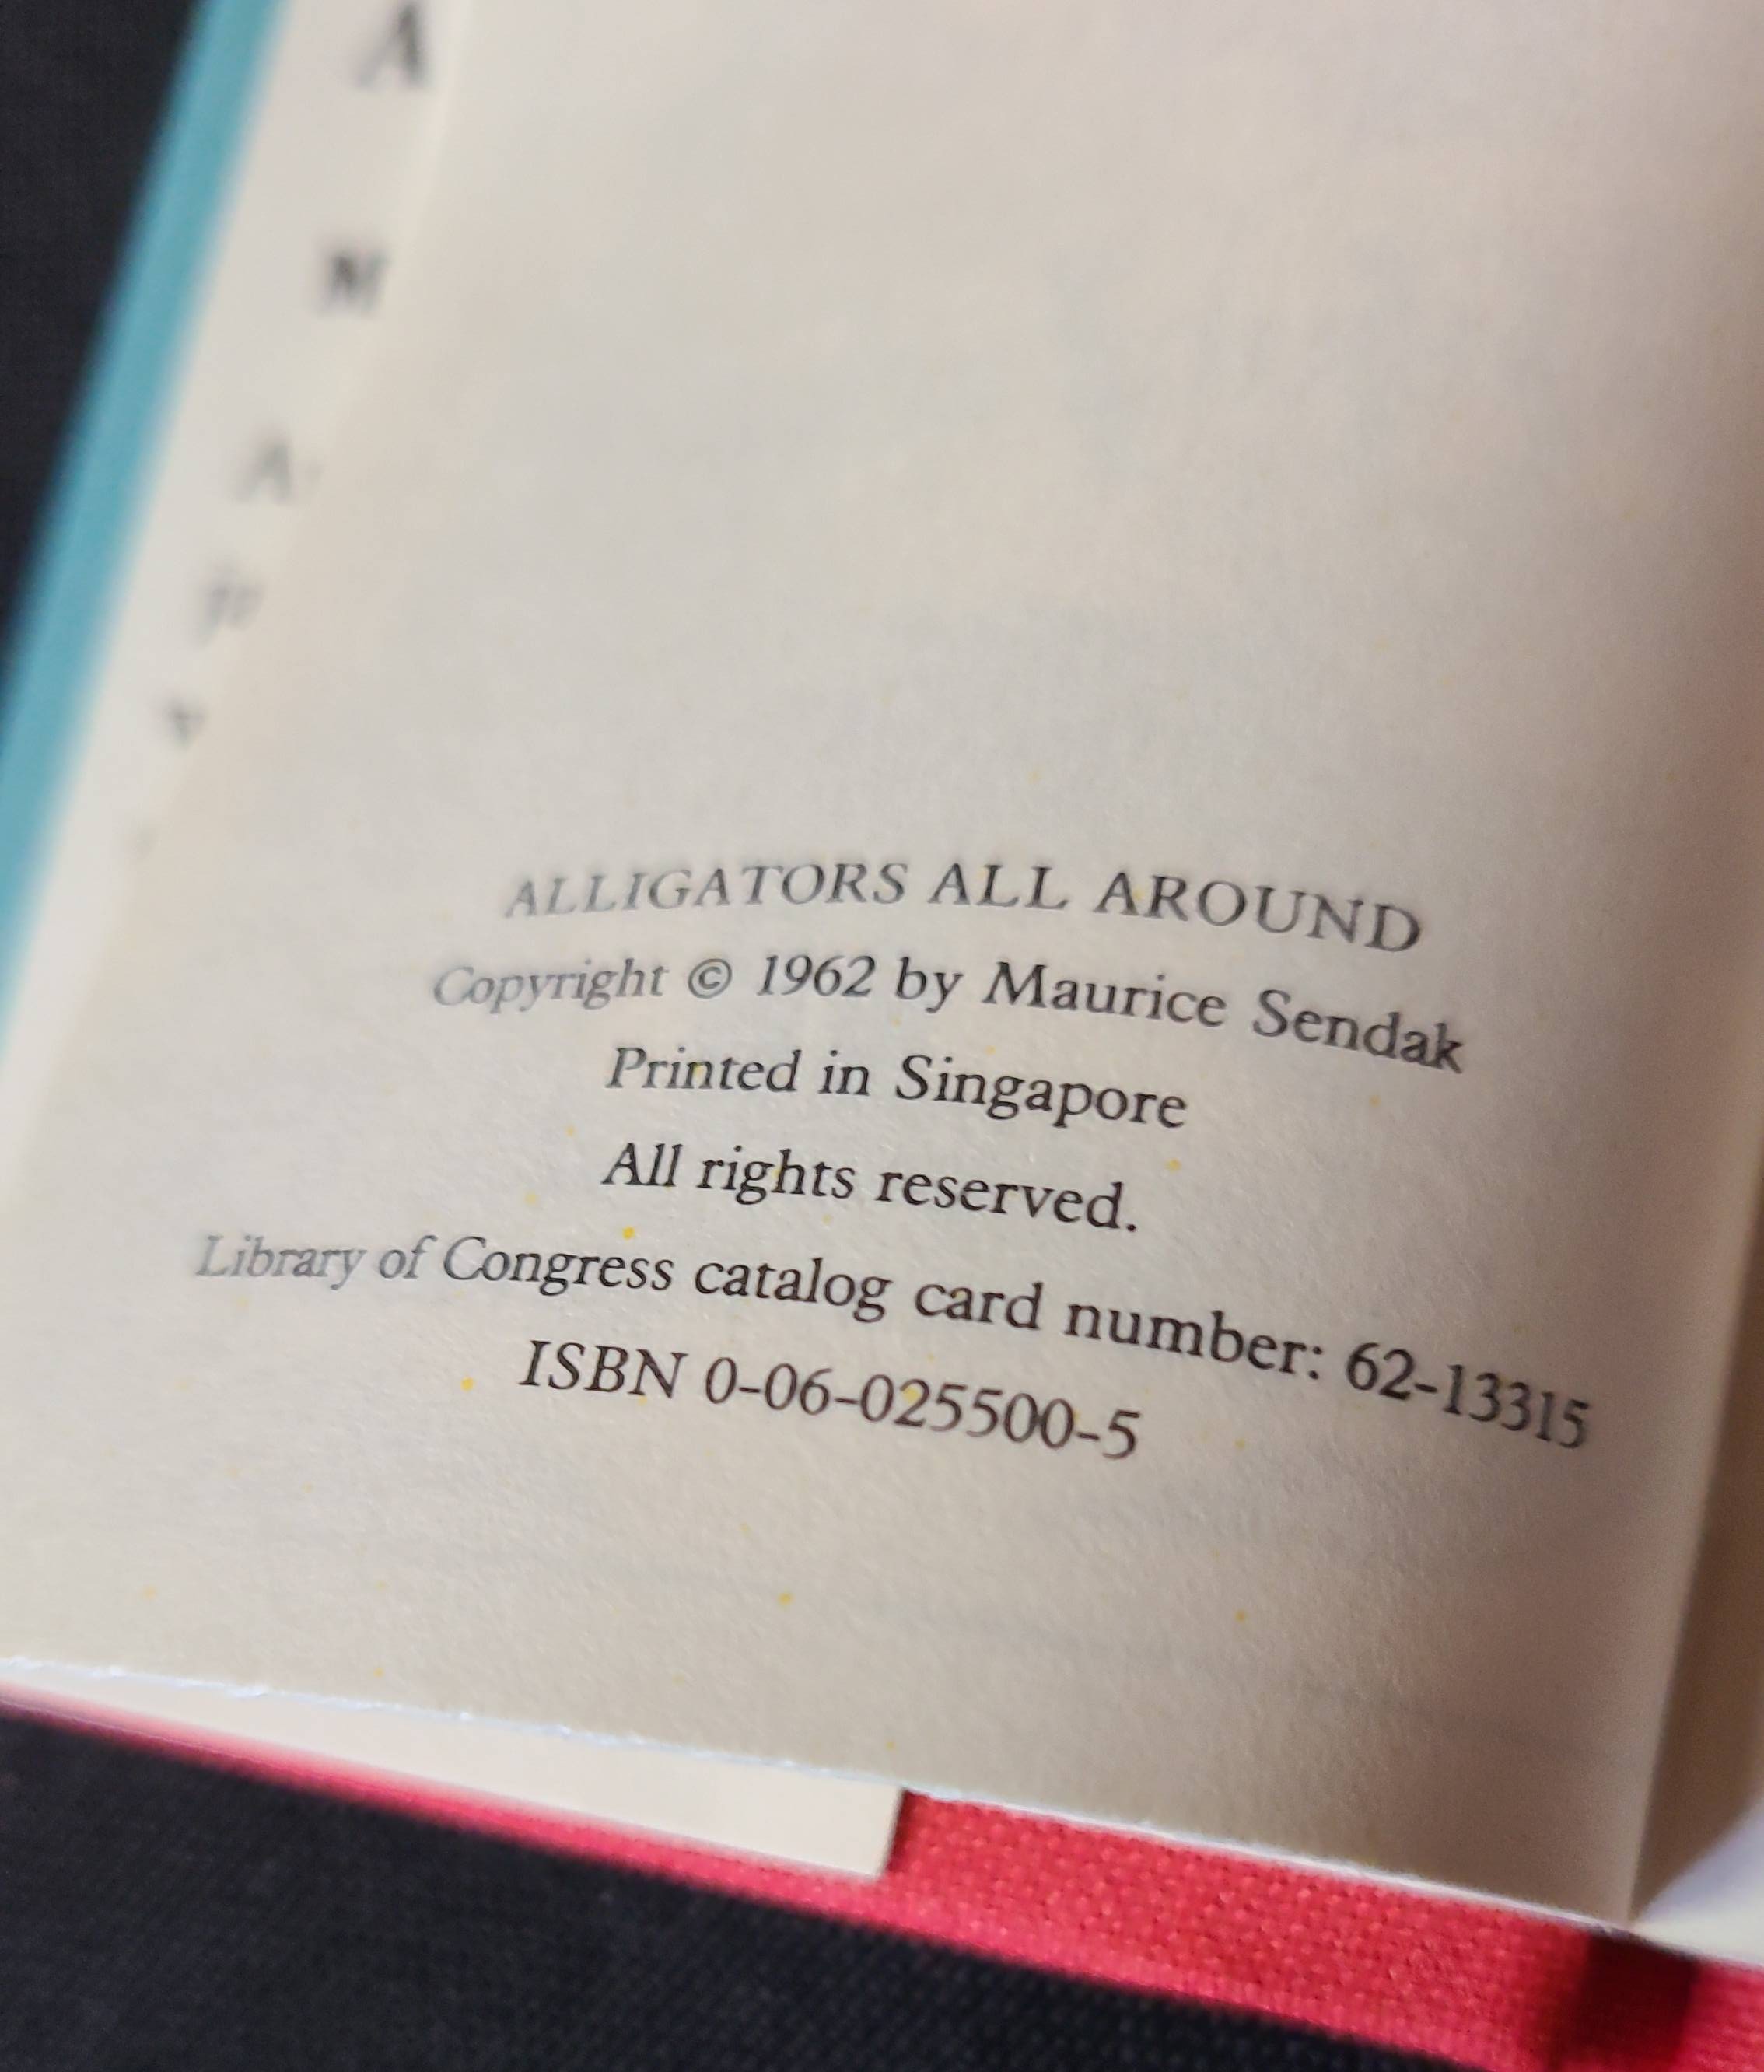 ALLIGATORS ALL AROUND
Copyright © 1962 by Maurice Sendak
Printed in Singapore
All rights reserved.
Library of Congress catalog card number: 62-13315
ISBN 0-06-025500-5